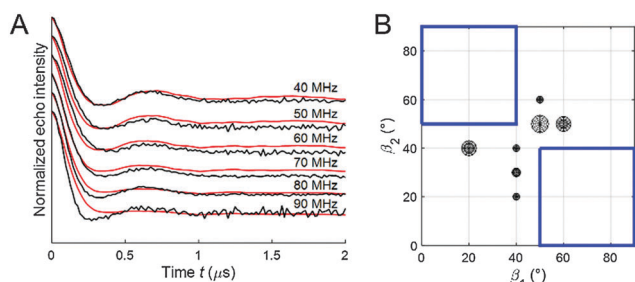 A
Normalized echo intensity
40 MHz
50 MHz
60 MHz
70 MHz
80 MHz
90 MHz
0 0.5 1 1.5 2
Time t (μs)
B
β2 (°)
80
60
40
20
0
0 20 40 60 80
(°)